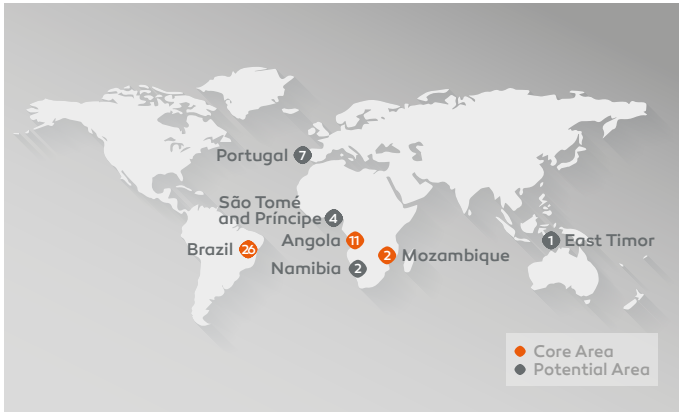 Portugal 7
São Tomé
and Príncipe 4
Angola 11
Brazil 26
Mozambique 2
Namibia 2
1 East Timor
Core Area
Potential Area